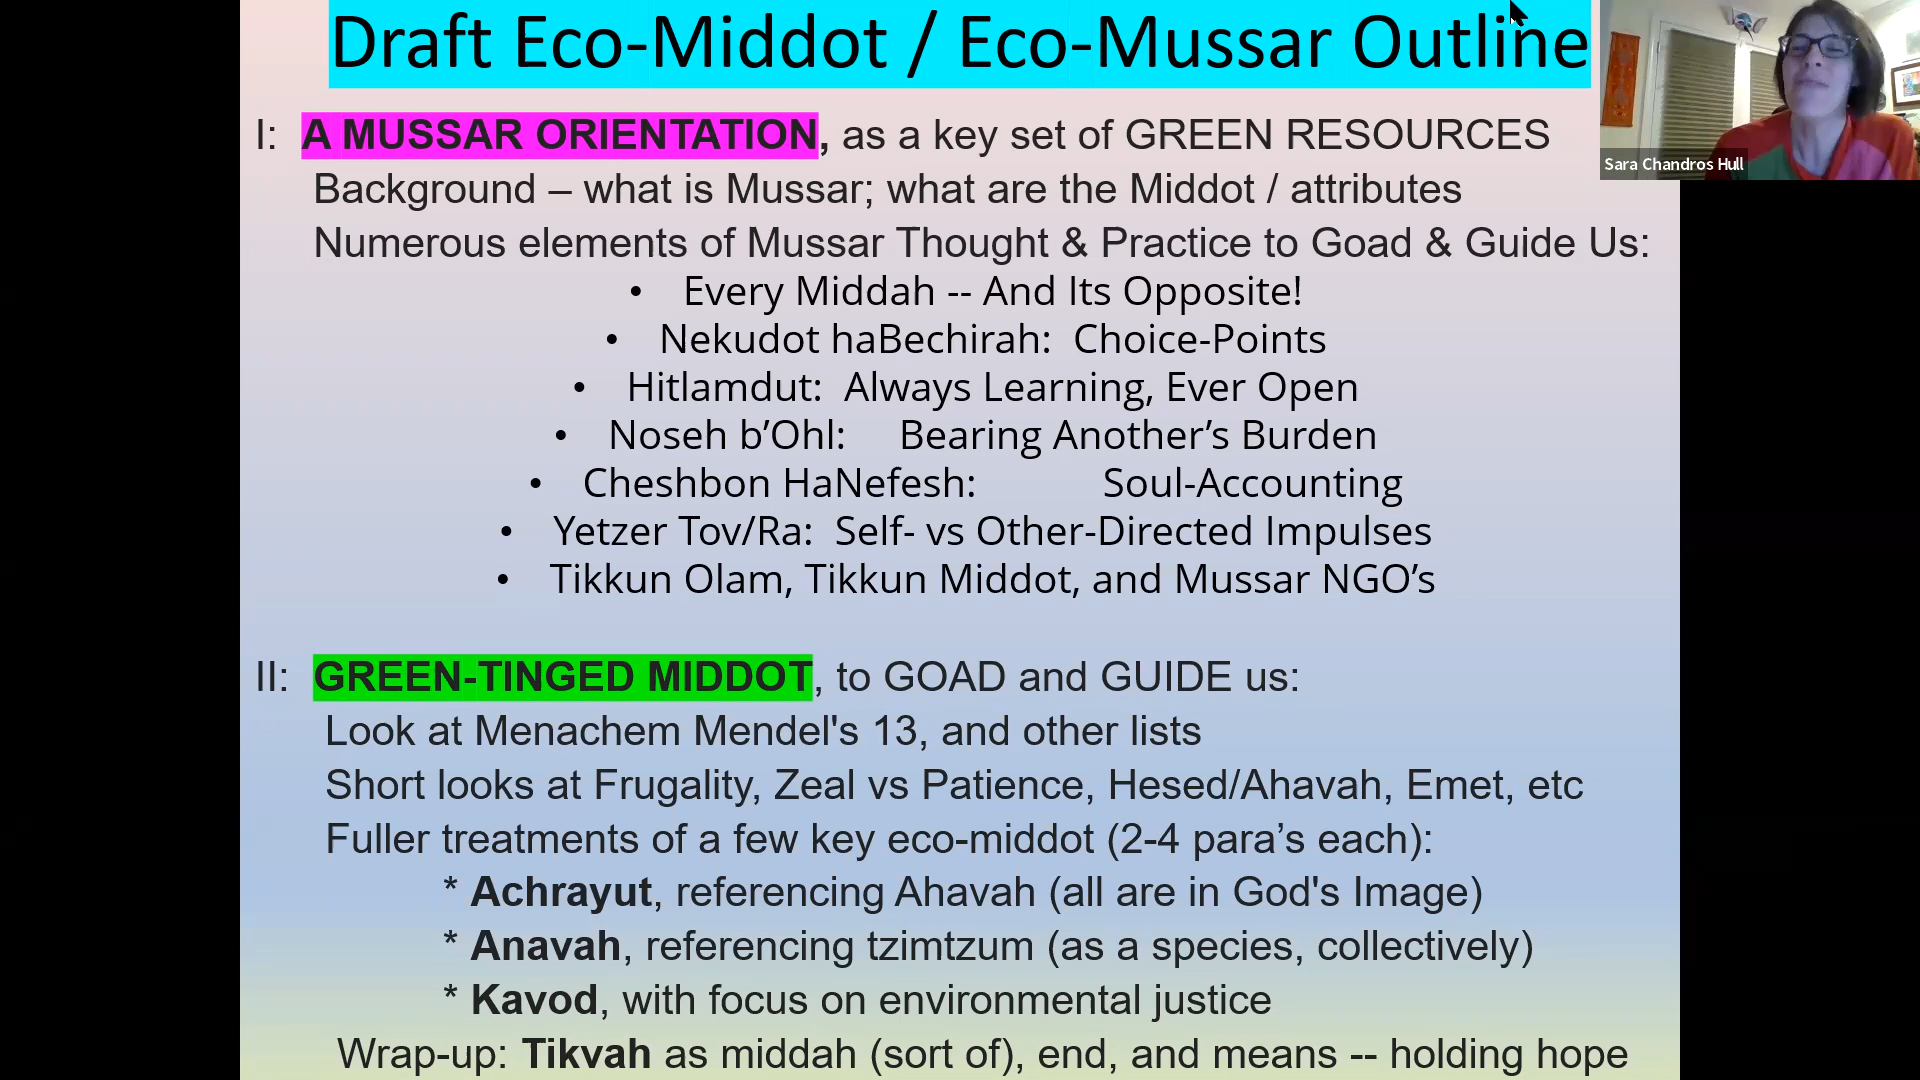 Draft Eco-Middot / Eco-Mussar Outline
I: A MUSSAR ORIENTATION, as a key set of GREEN RESOURCES
Background – what is Mussar; what are the Middot / attributes
Numerous elements of Mussar Thought & Practice to Goad & Guide Us:
• Every Middah -- And Its Opposite!
• Nekudot haBechirah: Choice-Points
• Hitlamdut: Always Learning, Ever Open
• Noseh b’Ohl: Bearing Another’s Burden
• Cheshbon HaNefesh: Soul-Accounting
• Yetzer Tov/Ra: Self- vs Other-Directed Impulses
• Tikkun Olam, Tikkun Middot, and Mussar NGO’s
II: GREEN-TINGED MIDDOT, to GOAD and GUIDE us:
Look at Menachem Mendel's 13, and other lists
Short looks at Frugality, Zeal vs Patience, Hesed/Ahavah, Emet, etc
Fuller treatments of a few key eco-middot (2-4 para’s each):
* Achrayut, referencing Ahavah (all are in God's Image)
* Anavah, referencing tzimtzum (as a species, collectively)
* Kavod, with focus on environmental justice
Wrap-up: Tikvah as middah (sort of), end, and means -- holding hope
Sara Chandros Hull